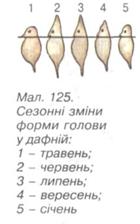 1 2 3 4 5
Мал. 125.
Сезонні зміни
форми голови
у дафній:
1 – травень;
2 – червень;
3 – липень;
4 – вересень;
5 – січень